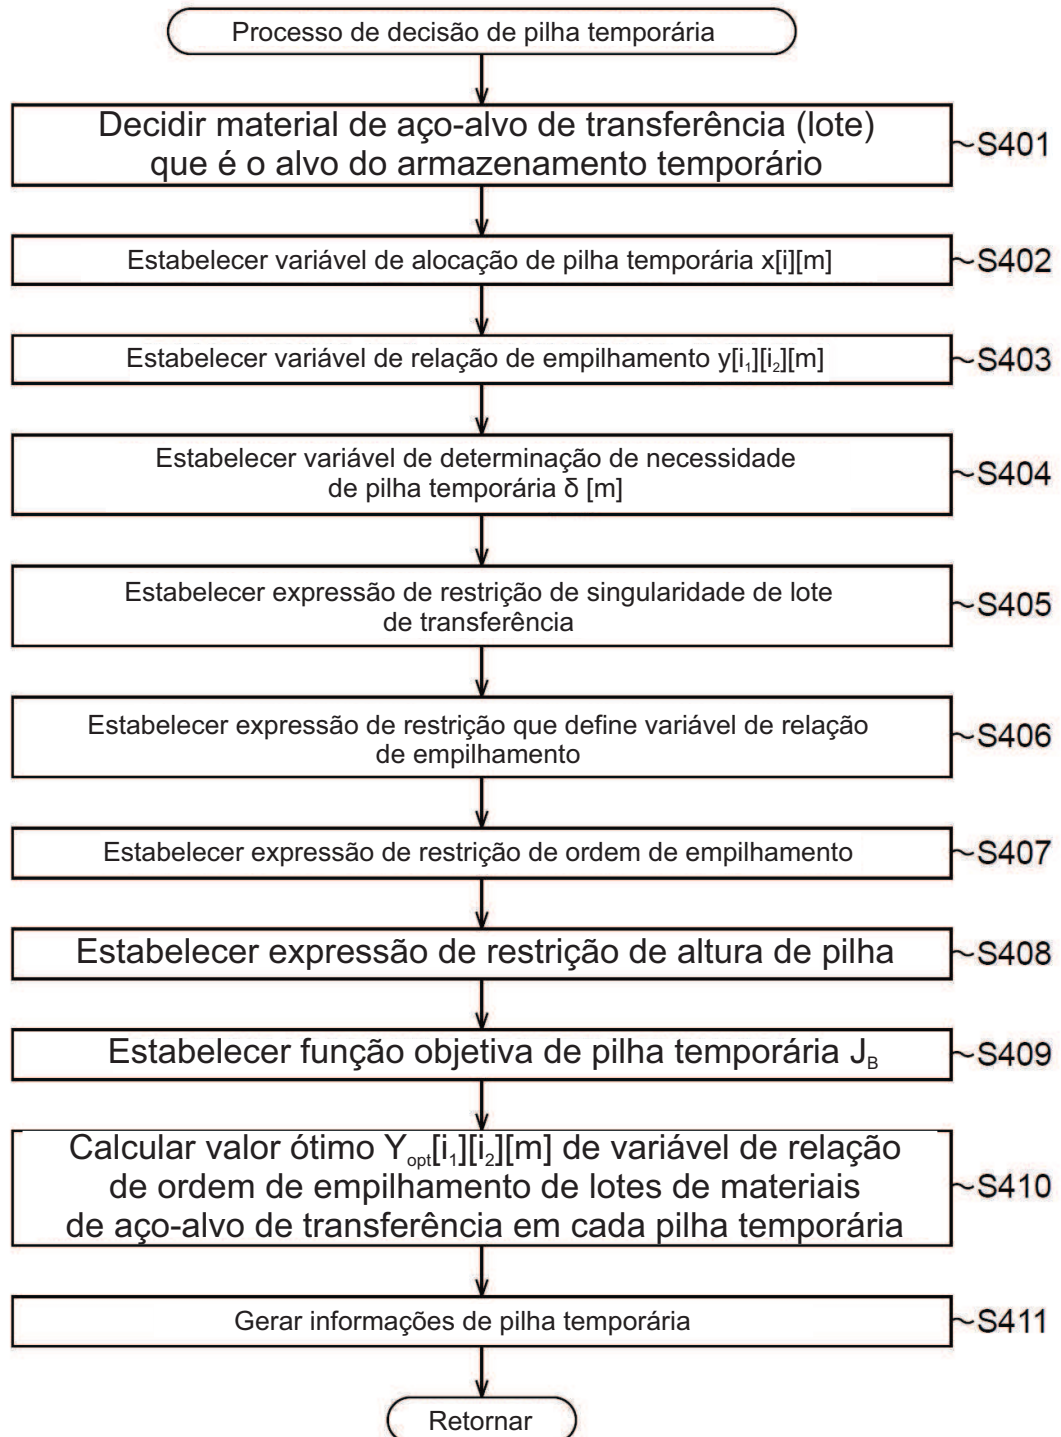 Processo de decisão de pilha temporária
Decidir material de aço-alvo de transferência (lote)
que é o alvo do armazenamento temporário
~S401
Estabelecer variável de alocação de pilha temporária x[i][m]
~S402
Estabelecer variável de relação de empilhamento y[i₁][i₂][m]
~S403
Estabelecer variável de determinação de necessidade
de pilha temporária δ [m]
~S404
Estabelecer expressão de restrição de singularidade de lote
de transferência
~S405
Estabelecer expressão de restrição que define variável de relação
de empilhamento
~S406
Estabelecer expressão de restrição de ordem de empilhamento
~S407
Estabelecer expressão de restrição de altura de pilha
~S408
Estabelecer função objetiva de pilha temporária J_B
~S409
Calcular valor ótimo Y_opt[i₁][i₂][m] de variável de relação
de ordem de empilhamento de lotes de materiais
de aço-alvo de transferência em cada pilha temporária
~S410
Gerar informações de pilha temporária
~S411
Retornar